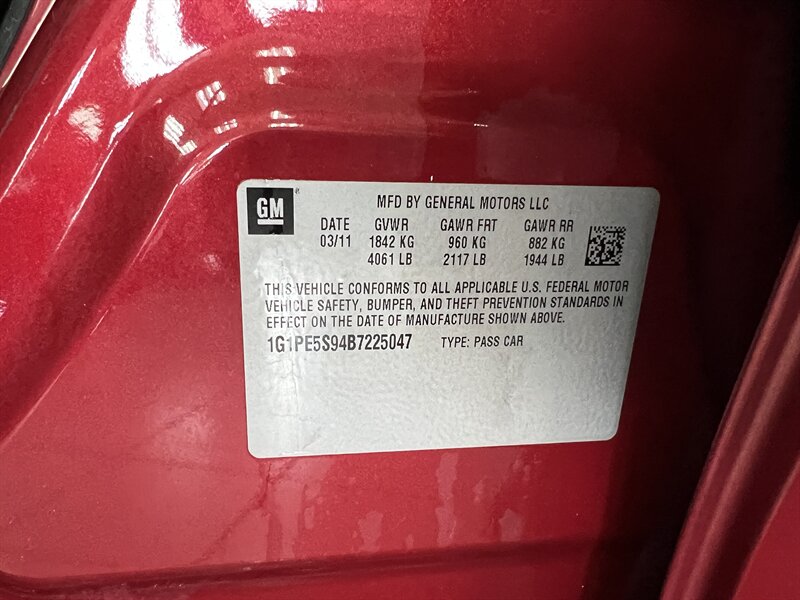 GM
MFD BY GENERAL MOTORS LLC
DATE GVWR GAWR FRT GAWR RR
03/11 1842 KG 960 KG 882 KG
4061 LB 2117 LB 1944 LB
THIS VEHICLE CONFORMS TO ALL APPLICABLE U.S. FEDERAL MOTOR
VEHICLE SAFETY, BUMPER, AND THEFT PREVENTION STANDARDS IN
EFFECT ON THE DATE OF MANUFACTURE SHOWN ABOVE.
1G1PE5S94B7225047 TYPE: PASS CAR